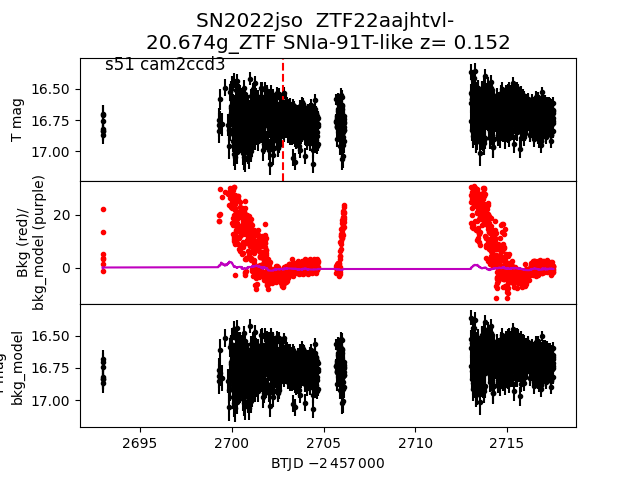 SN2022jso ZTF22aajhtvl-
20.674g_ZTF SNIa-91T-like z= 0.152
s51 cam2ccd3
16.50
16.75
17.00
T mag
20
0
Bkg (red)/
bkg_model (purple)
16.50
16.75
17.00
bkg_model
2695
2700
2705
2710
2715
BTJD −2 457 000